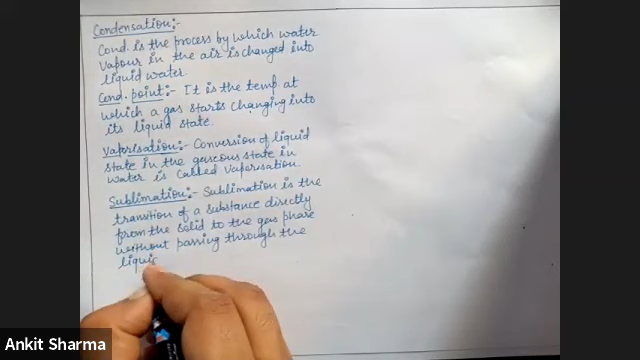 Condensation:-
Cond. is the process by which water
vapour in the air is changed into
liquid water.
Cond. point:- It is the temp at
which a gas starts changing into
its liquid state.
Vaporisation:- Conversion of liquid
state in the gaseous state in
water is called vaporisation.
Sublimation:- Sublimation is the
transition of a substance directly
from the solid to the gas phase
without passing through the
liqui
Ankit Sharma